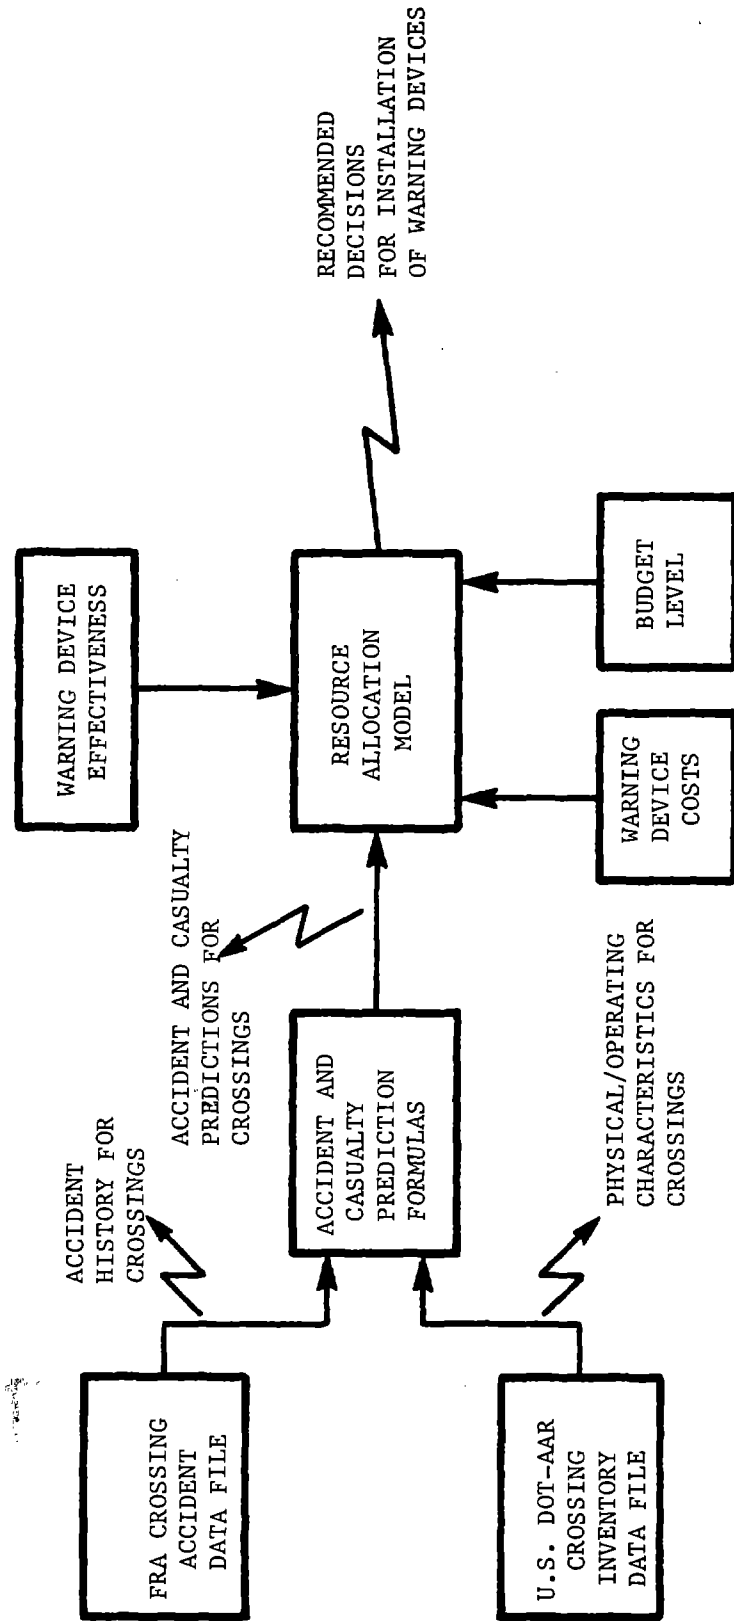 FRA CROSSING
ACCIDENT
DATA FILE
ACCIDENT
HISTORY FOR
CROSSINGS
U.S. DOT-AAR
CROSSING
INVENTORY
DATA FILE
PHYSICAL/OPERATING
CHARACTERISTICS FOR
CROSSINGS
ACCIDENT AND
CASUALTY
PREDICTION
FORMULAS
ACCIDENT AND CASUALTY
PREDICTIONS FOR
CROSSINGS
WARNING DEVICE
EFFECTIVENESS
RESOURCE
ALLOCATION
MODEL
WARNING
DEVICE
COSTS
BUDGET
LEVEL
RECOMMENDED
DECISIONS
FOR INSTALLATION
OF WARNING DEVICES